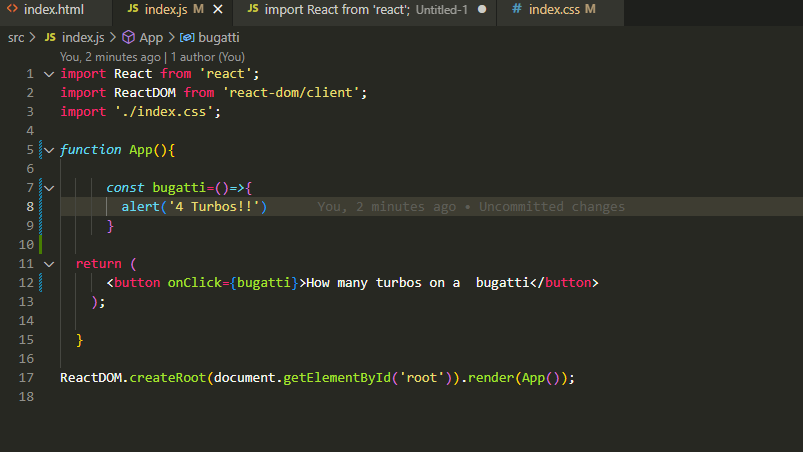 <> index.html JS index.js M × JS import React from 'react'; Untitled-1 ● # index.css M
src > JS index.js > App > bugatti
You, 2 minutes ago | 1 author (You)
1 import React from 'react';
2 import ReactDOM from 'react-dom/client';
3 import './index.css';
4
5 function App(){
6
7 const bugatti=()=>{
8 alert('4 Turbos!!') You, 2 minutes ago • Uncommitted changes
9 }
10
11 return (
12 <button onClick={bugatti}>How many turbos on a  bugatti</button>
13 );
14
15 }
16
17 ReactDOM.createRoot(document.getElementById('root')).render(App());
18